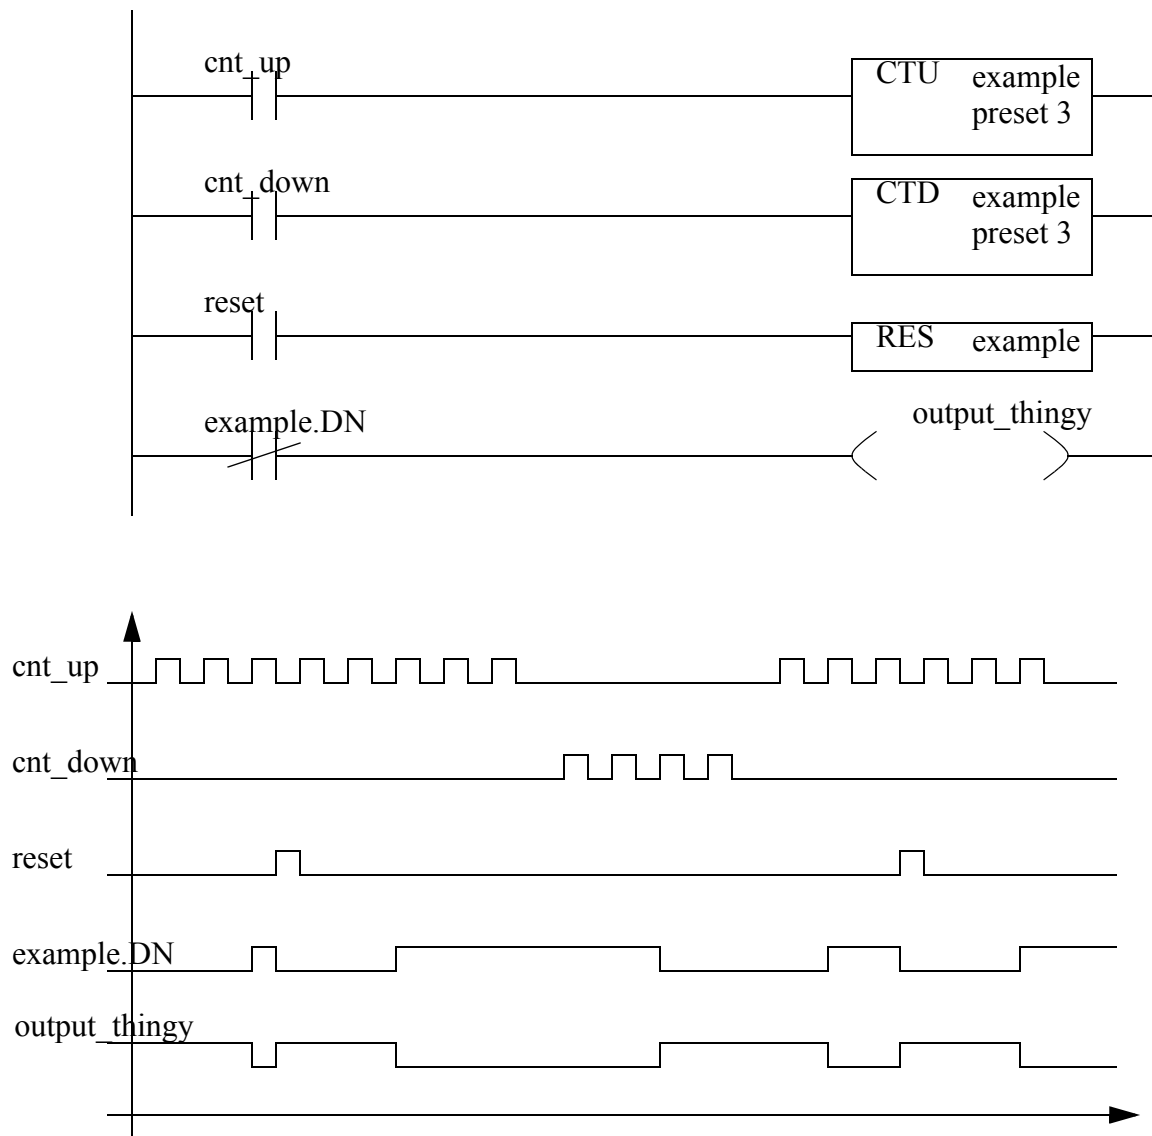 cnt_up
CTU example
preset 3
cnt_down
CTD example
preset 3
reset
RES example
example.DN
output_thingy
cnt_up
cnt_down
reset
example.DN
output_thingy